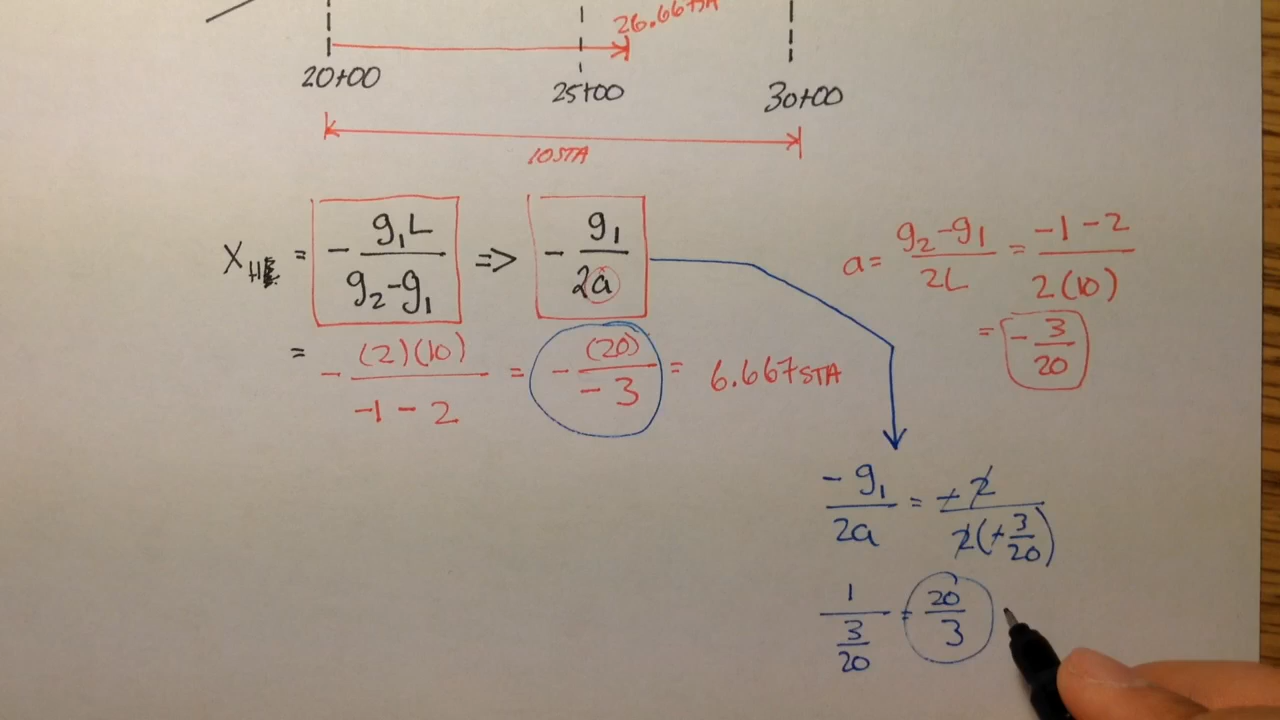 26.667STA
20+00
25+00
30+00
10STA
X_HE = - g₁L / (g₂-g₁) => - g₁ / 2a
a = (g₂-g₁) / 2L = (-1-2) / 2(10)
= - 3/20
= - (2)(10) / (-1-2) = - (20) / -3 = 6.667STA
-g₁ / 2a = +2 / 2(+3/20)
1 / (3/20) = 20/3